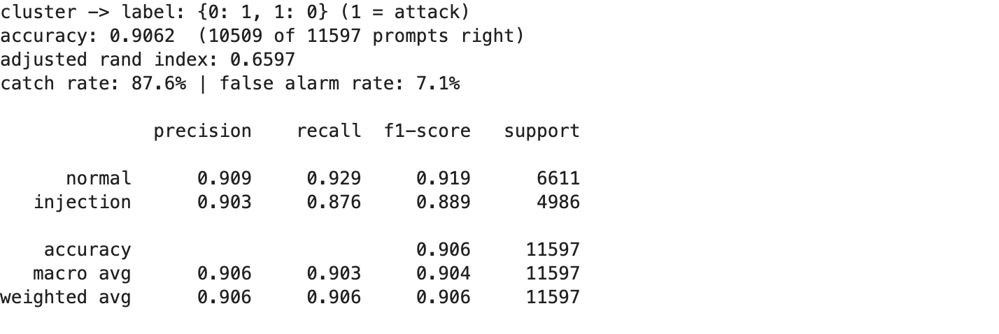 cluster -> label: {0: 1, 1: 0} (1 = attack)
accuracy: 0.9062  (10509 of 11597 prompts right)
adjusted rand index: 0.6597
catch rate: 87.6% | false alarm rate: 7.1%
              precision    recall  f1-score   support
      normal      0.909     0.929     0.919      6611
   injection      0.903     0.876     0.889      4986
    accuracy                          0.906     11597
   macro avg      0.906     0.903     0.904     11597
weighted avg      0.906     0.906     0.906     11597